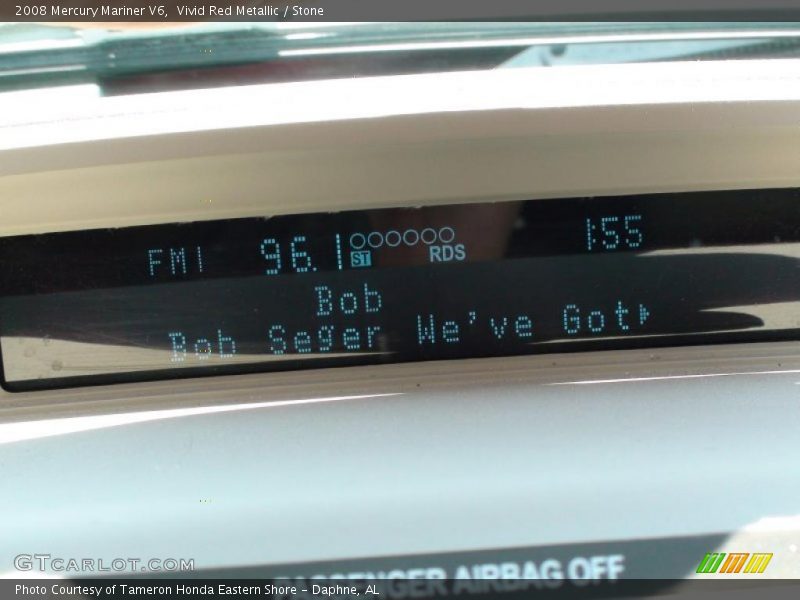 2008 Mercury Mariner V6, Vivid Red Metallic / Stone
FM1 96.1 ST RDS 1:55
Bob
Bob Seger We've Got
PASSENGER AIRBAG OFF
GTCARLOT.COM
Photo Courtesy of Tameron Honda Eastern Shore - Daphne, AL